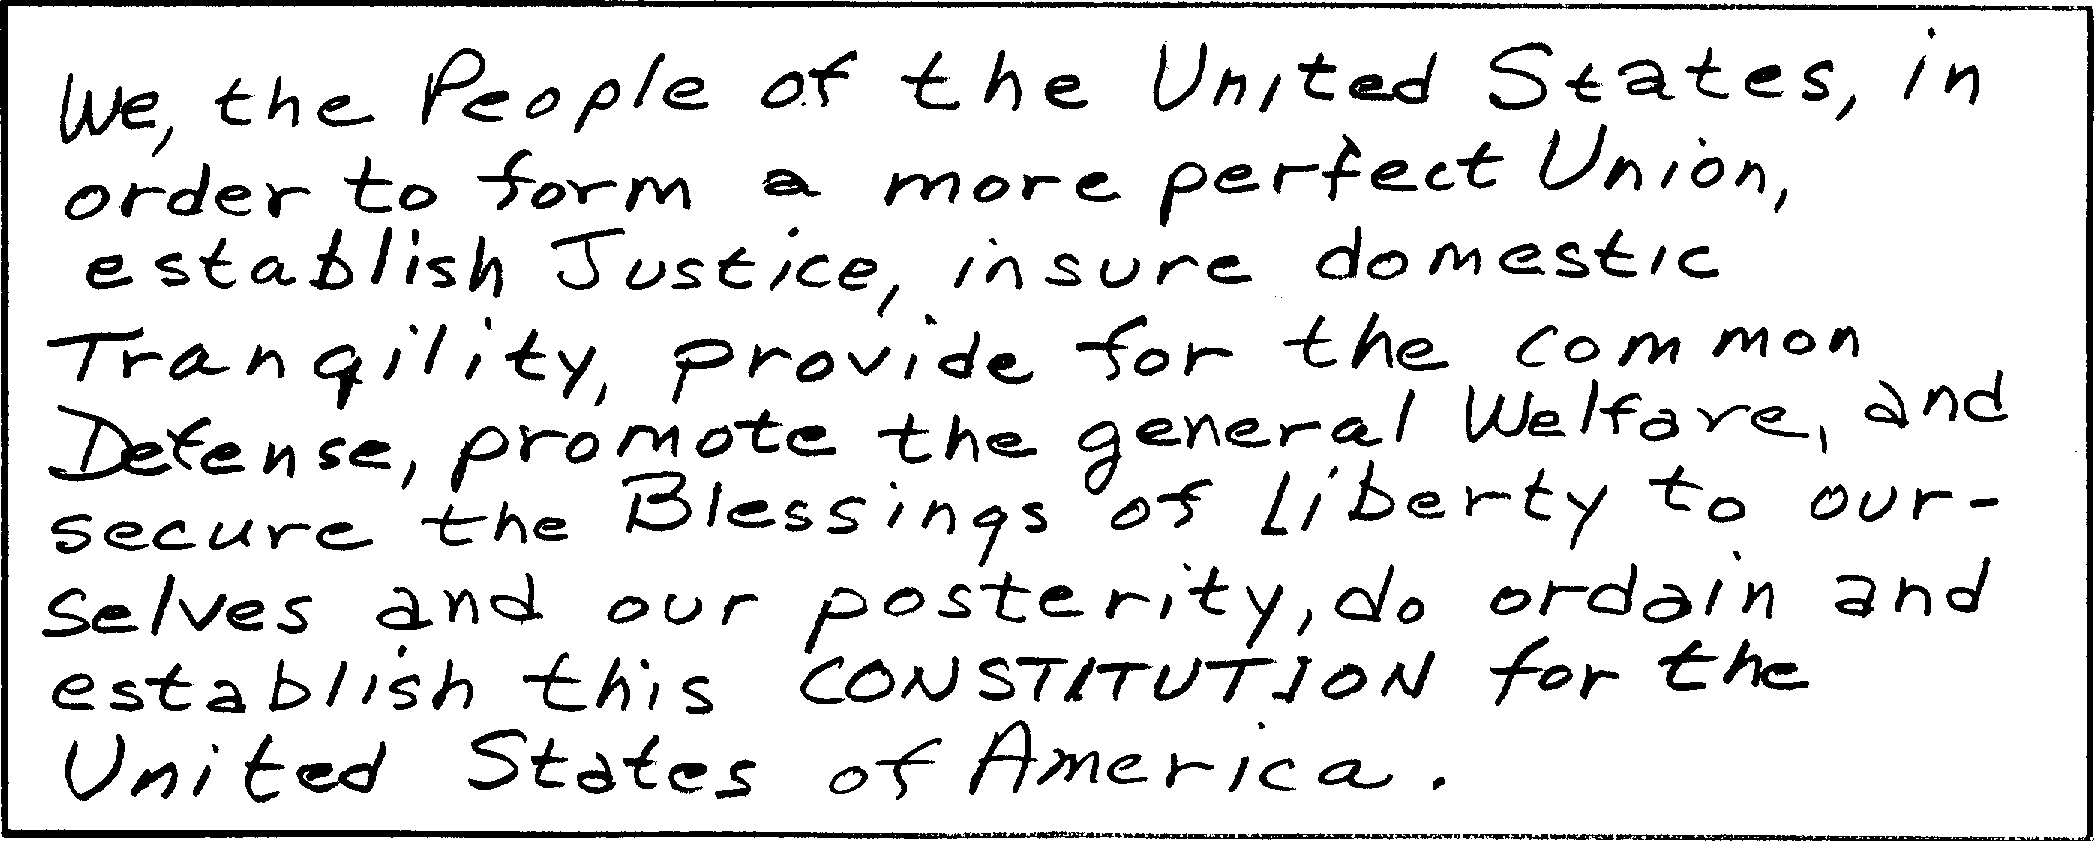 We, the People of the United States, in
order to form a more perfect Union,
establish Justice, insure domestic
Tranqility, provide for the common
Defense, promote the general Welfare, and
secure the Blessings of Liberty to our-
selves and our posterity, do ordain and
establish this CONSTITUTION for the
United States of America.